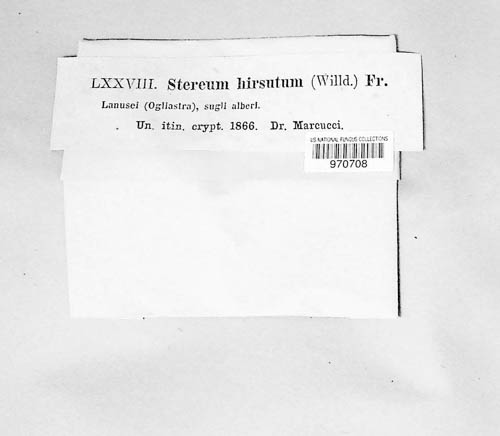 LXXVIII. Stereum hirsutum (Willd.) Fr.
Lanusei (Ogliastra), sugli alberi.
Un. itin. crypt. 1866. Dr. Marcucci.
US NATIONAL FUNGUS COLLECTIONS
970708